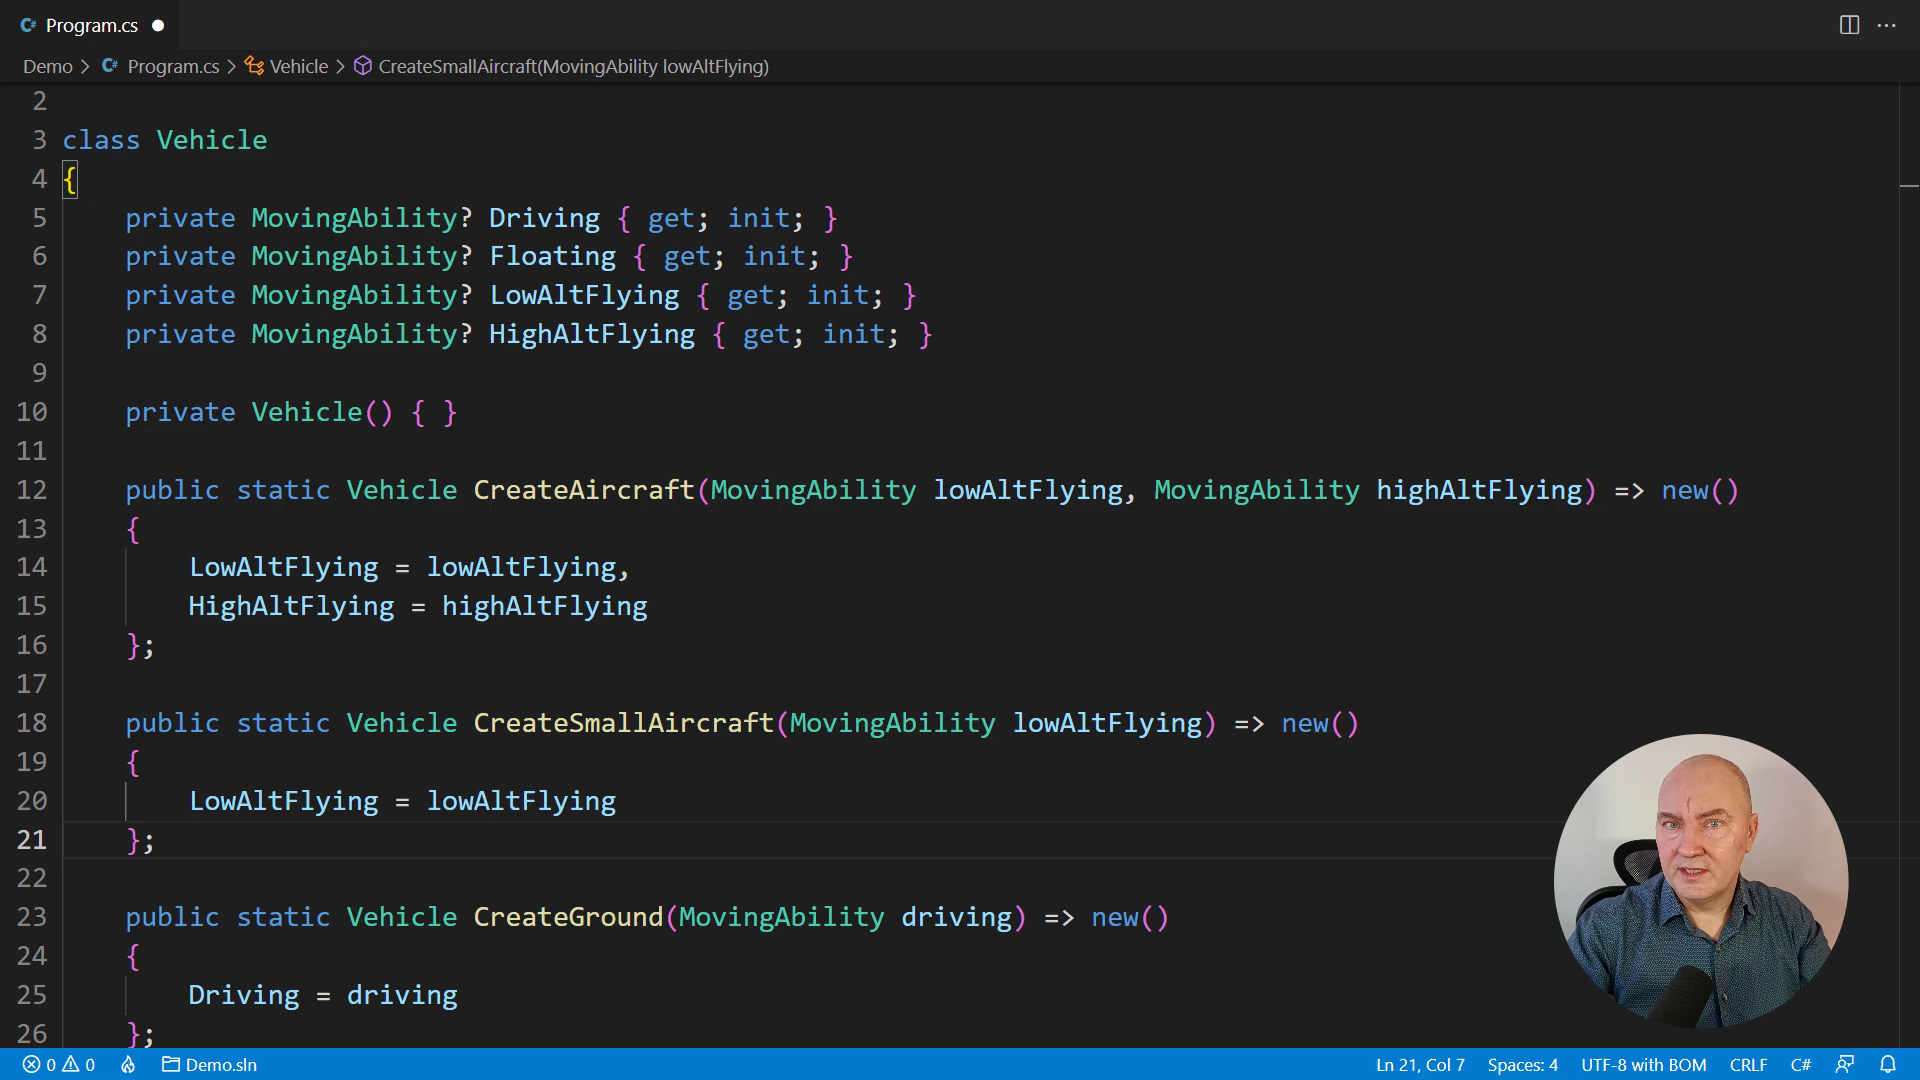 Program.cs
Demo > Program.cs > Vehicle > CreateSmallAircraft(MovingAbility lowAltFlying)
2
3 class Vehicle
4 {
5 private MovingAbility? Driving { get; init; }
6 private MovingAbility? Floating { get; init; }
7 private MovingAbility? LowAltFlying { get; init; }
8 private MovingAbility? HighAltFlying { get; init; }
9
10 private Vehicle() { }
11
12 public static Vehicle CreateAircraft(MovingAbility lowAltFlying, MovingAbility highAltFlying) => new()
13 {
14 LowAltFlying = lowAltFlying,
15 HighAltFlying = highAltFlying
16 };
17
18 public static Vehicle CreateSmallAircraft(MovingAbility lowAltFlying) => new()
19 {
20 LowAltFlying = lowAltFlying
21 };
22
23 public static Vehicle CreateGround(MovingAbility driving) => new()
24 {
25 Driving = driving
26 };
0 0 Demo.sln Ln 21, Col 7 Spaces: 4 UTF-8 with BOM CRLF C#